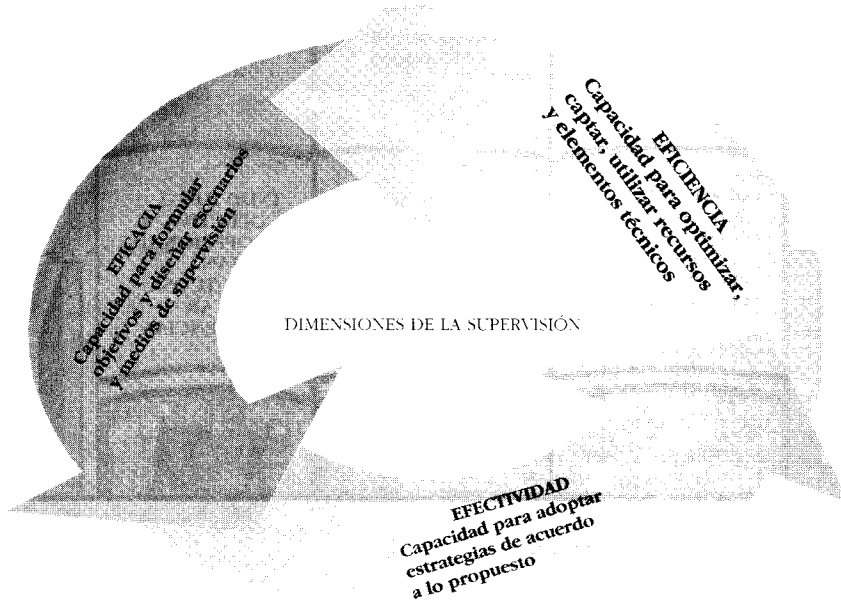 EFICACIA
Capacidad para formular
objetivos y diseñar escenarios
y medios de supervisión
EFICIENCIA
Capacidad para optimizar,
captar, utilizar recursos
y elementos técnicos
DIMENSIONES DE LA SUPERVISIÓN
EFECTIVIDAD
Capacidad para adoptar
estrategias de acuerdo
a lo propuesto